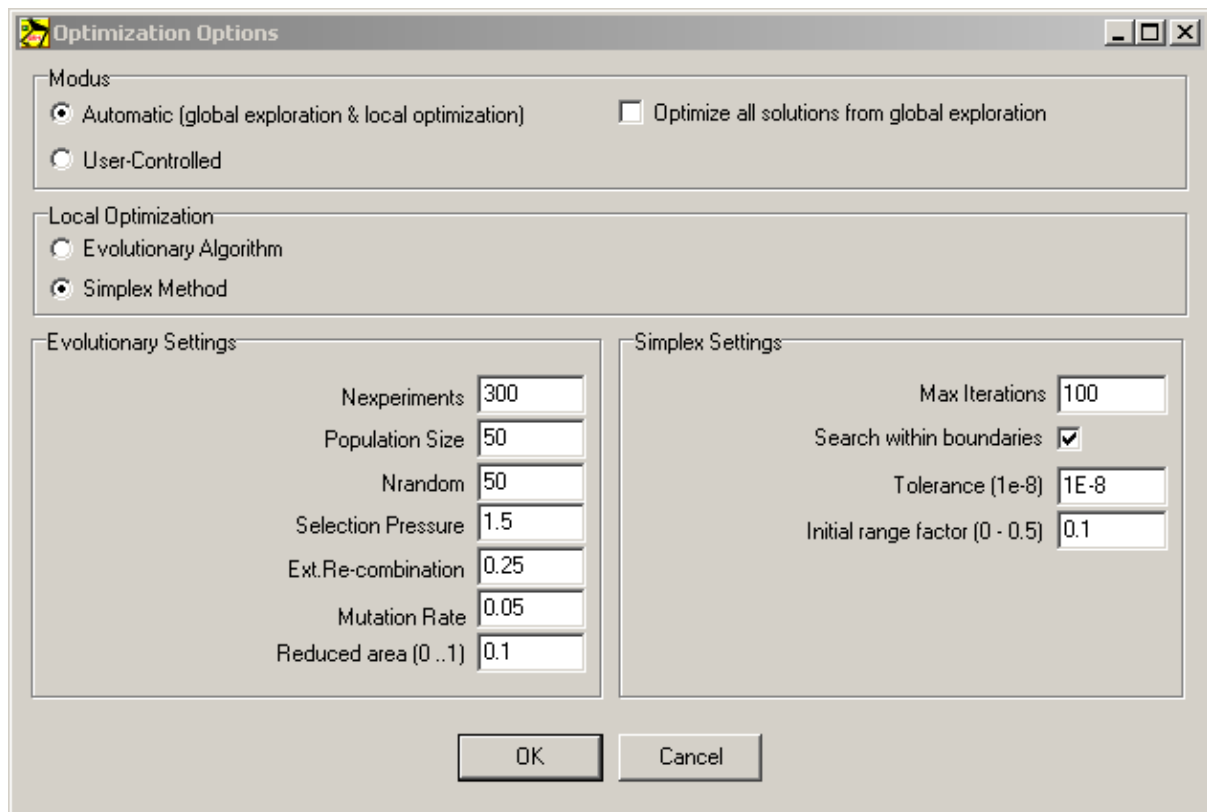 Optimization Options
Modus
Automatic (global exploration & local optimization)
Optimize all solutions from global exploration
User-Controlled
Local Optimization
Evolutionary Algorithm
Simplex Method
Evolutionary Settings
Nexperiments 300
Population Size 50
Nrandom 50
Selection Pressure 1.5
Ext.Re-combination 0.25
Mutation Rate 0.05
Reduced area (0 ..1) 0.1
Simplex Settings
Max Iterations 100
Search within boundaries
Tolerance (1e-8) 1E-8
Initial range factor (0 - 0.5) 0.1
OK
Cancel